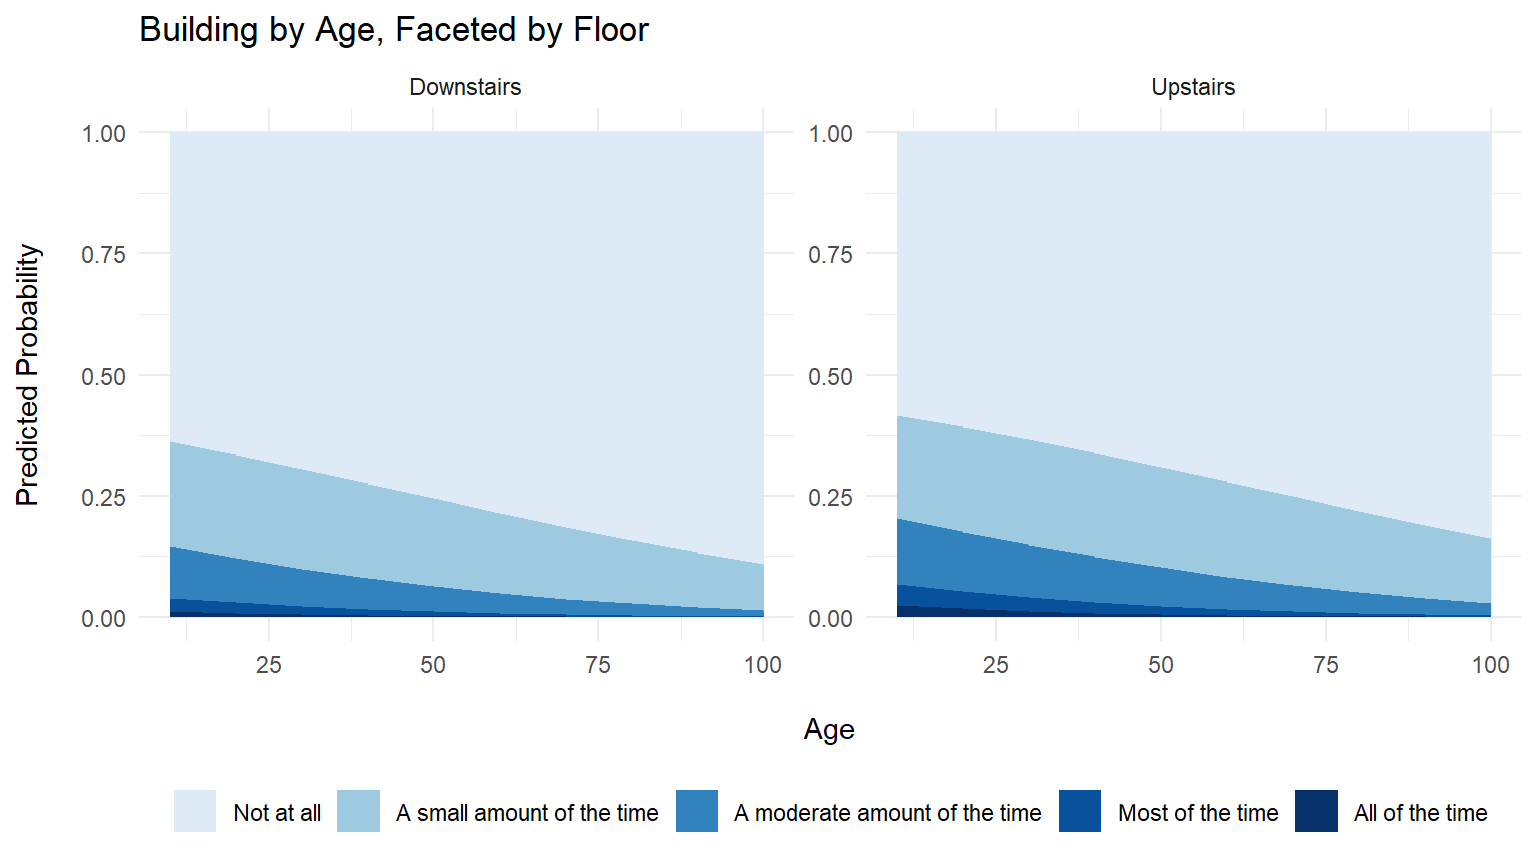 Building by Age, Faceted by Floor
Downstairs
Upstairs
Predicted Probability
1.00
0.75
0.50
0.25
0.00
1.00
0.75
0.50
0.25
0.00
25 50 75 100
25 50 75 100
Age
Not at all A small amount of the time A moderate amount of the time Most of the time All of the time